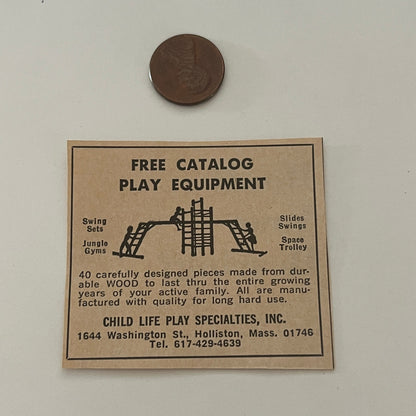 FREE CATALOG
PLAY EQUIPMENT
Swing
Sets
Jungle
Gyms
Slides
Swings
Space
Trolley
40 carefully designed pieces made from dur-
able WOOD to last thru the entire growing
years of your active family. All are manu-
factured with quality for long hard use.
CHILD LIFE PLAY SPECIALTIES, INC.
1644 Washington St., Holliston, Mass. 01746
Tel. 617-429-4639